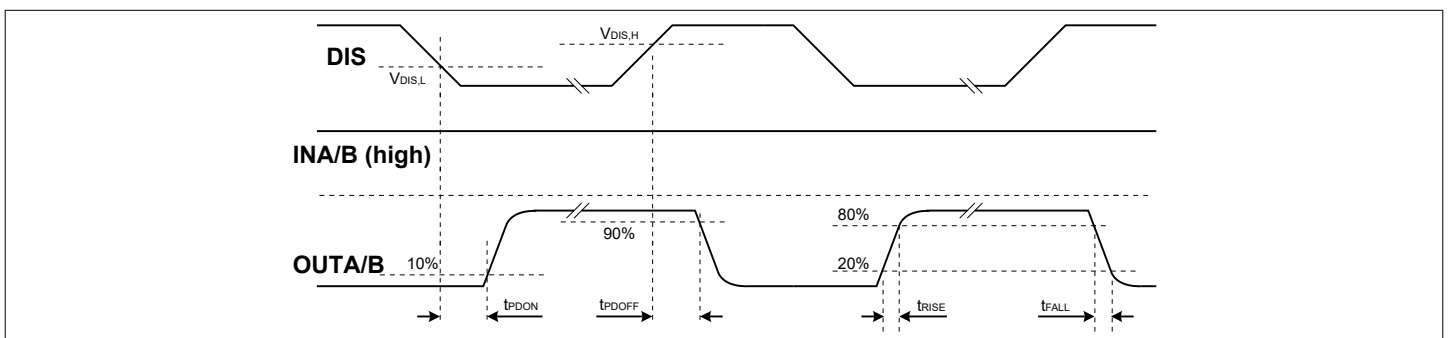 VDIS,H
DIS
VDIS,L
INA/B (high)
80%
90%
OUTA/B
10%
20%
tPDON
tPDOFF
tRISE
tFALL